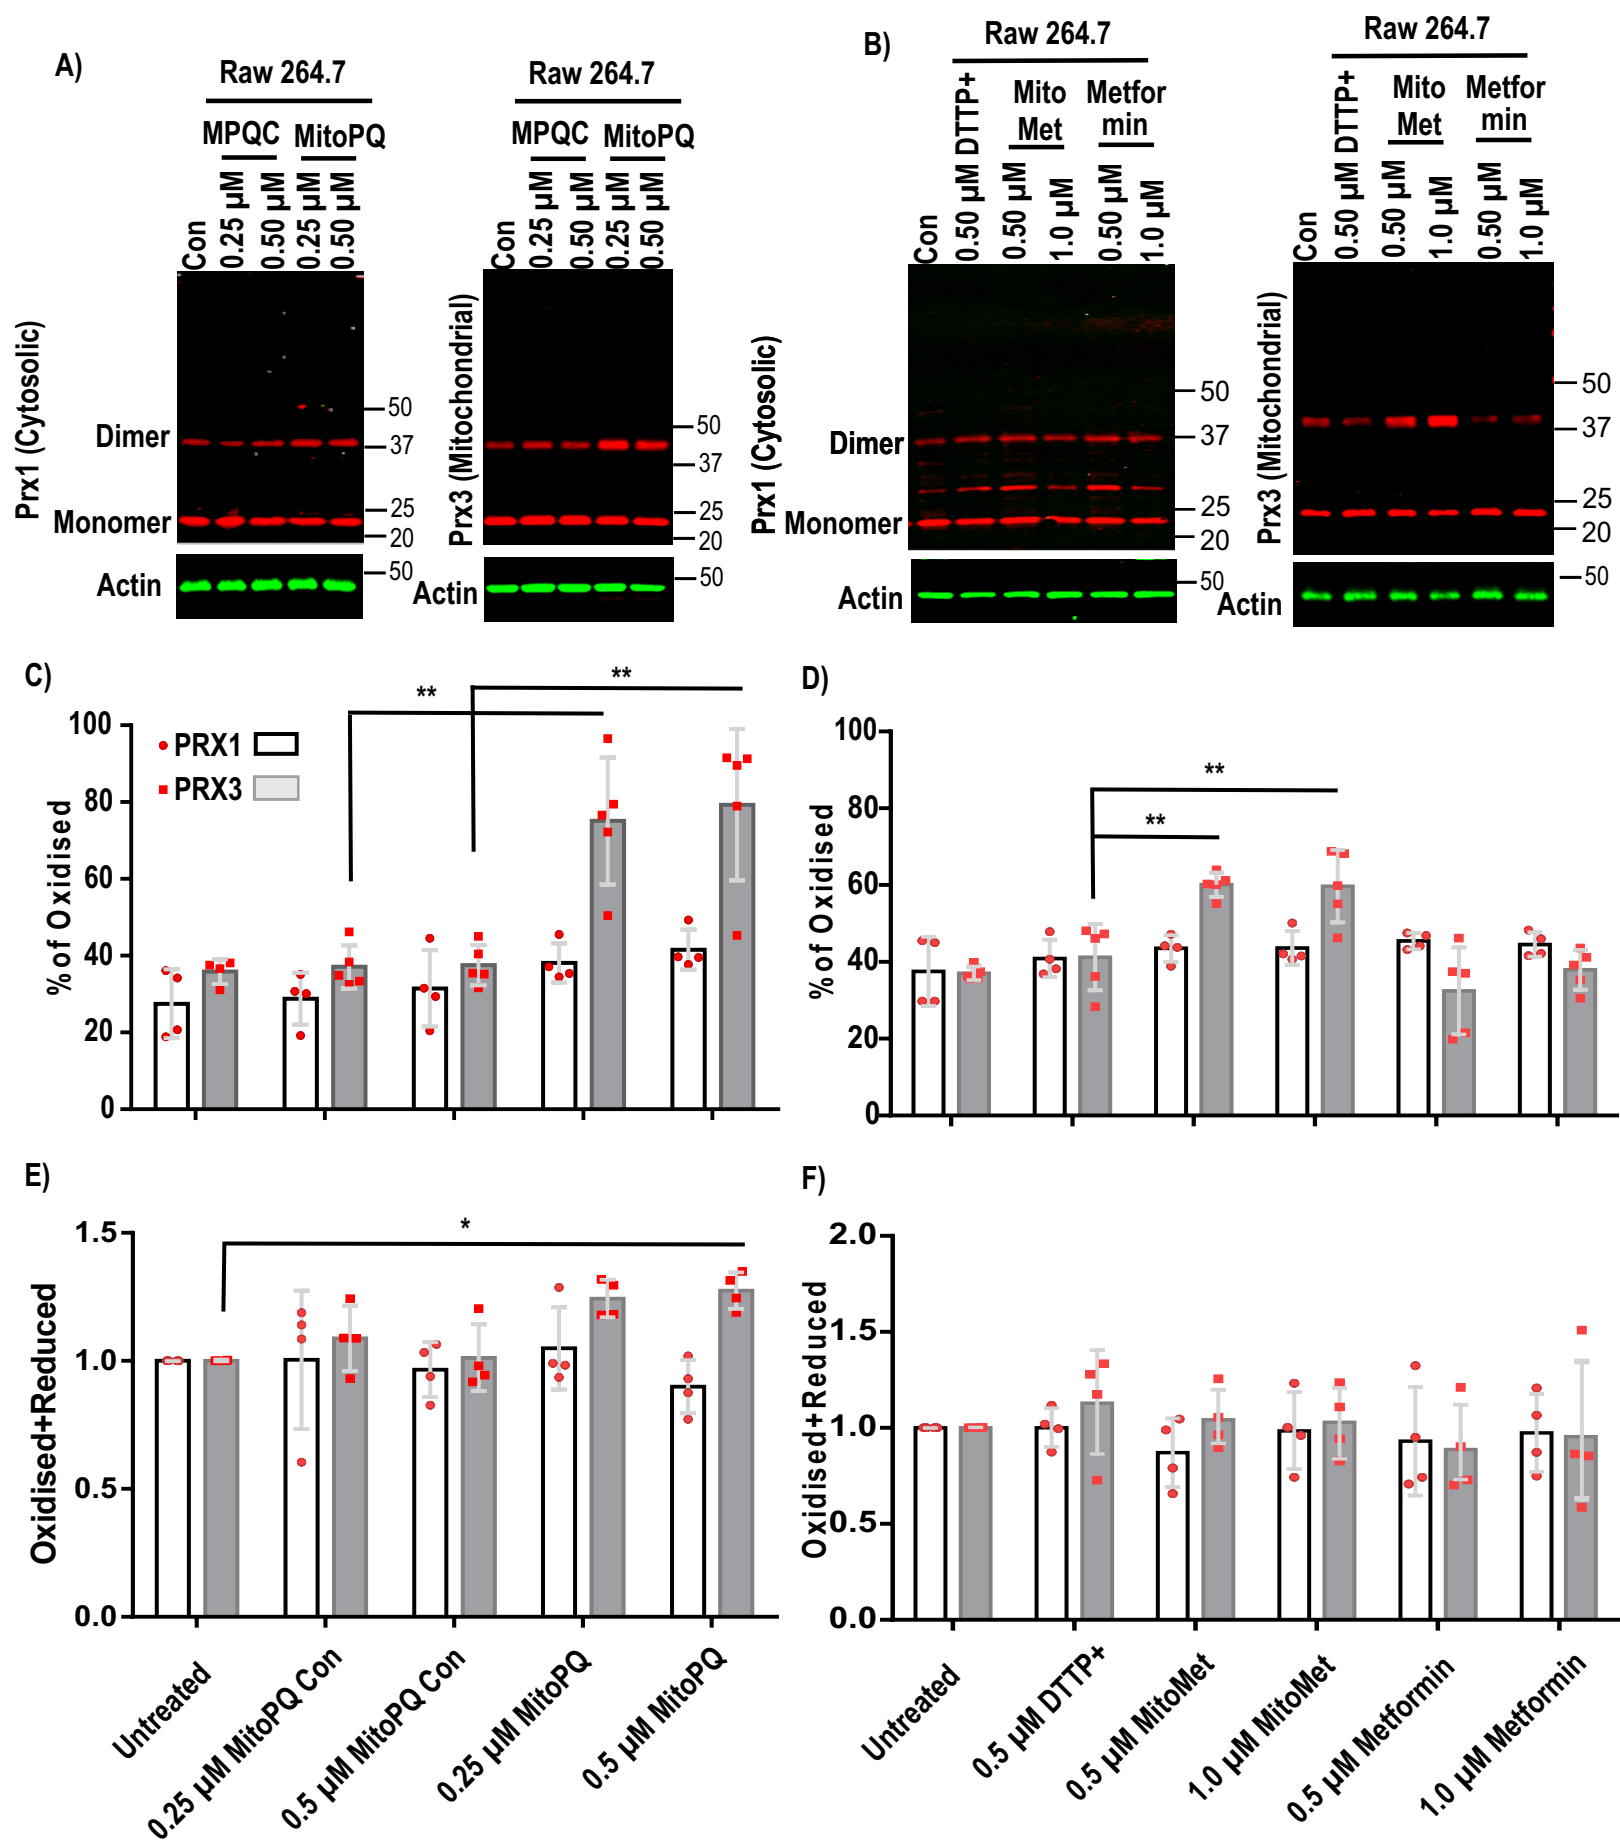 A)
Raw 264.7
MPQC MitoPQ
Con
0.25 µM
0.50 µM
0.25 µM
0.50 µM
Prx1 (Cytosolic)
Dimer
Monomer
Actin
50
37
25
20
50
Raw 264.7
MPQC MitoPQ
Con
0.25 µM
0.50 µM
0.25 µM
0.50 µM
Prx3 (Mitochondrial)
Actin
50
37
25
20
50
B)
Raw 264.7
Con
0.50 µM DTTP+
Mito
Met
0.50 µM
1.0 µM
Metfor
min
0.50 µM
1.0 µM
Prx1 (Cytosolic)
Dimer
Monomer
Actin
50
37
25
20
50
Raw 264.7
Con
0.50 µM DTTP+
Mito
Met
0.50 µM
1.0 µM
Metfor
min
0.50 µM
1.0 µM
Prx3 (Mitochondrial)
Actin
50
37
25
20
50
C)
% of Oxidised
100
80
60
40
20
0
PRX1
PRX3
**
**
D)
% of Oxidised
100
80
60
40
20
0
**
**
E)
Oxidised+Reduced
1.5
1.0
0.5
0.0
*
Untreated
0.25 µM MitoPQ Con
0.5 µM MitoPQ Con
0.25 µM MitoPQ
0.5 µM MitoPQ
F)
Oxidised+Reduced
2.0
1.5
1.0
0.5
0.0
Untreated
0.5 µM DTTP+
0.5 µM MitoMet
1.0 µM MitoMet
0.5 µM Metformin
1.0 µM Metformin